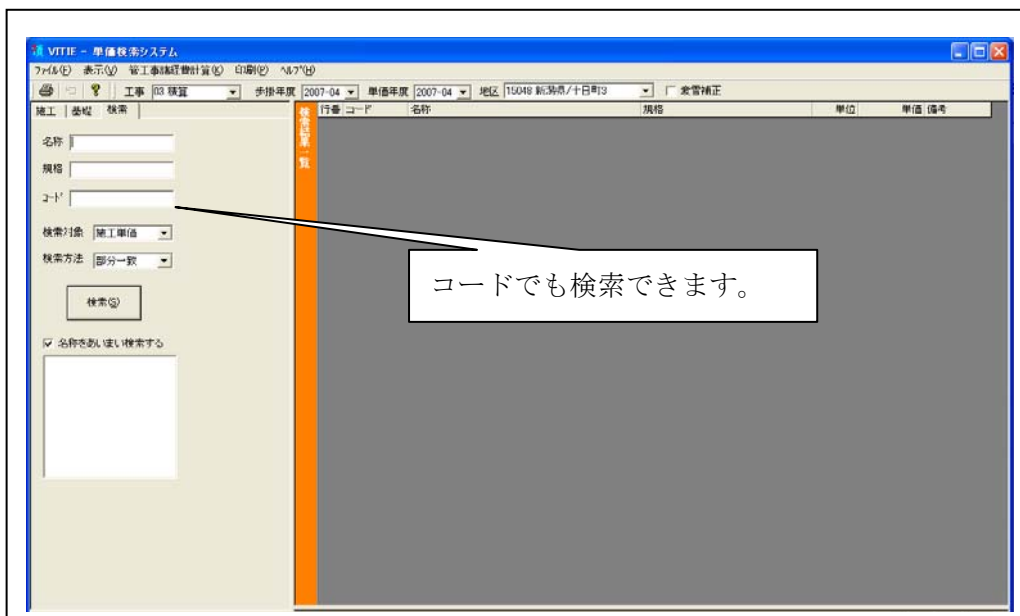 VITIE - 単価検索システム
ファイル(F) 表示(V) 管工事諸経費計算(K) 印刷(P) ヘルプ(H)
工事 03 積算 歩掛年度 2007-04 単価年度 2007-04 地区 15048 新潟県/十日町3 豪雪補正
施工 基礎 検索
検索結果一覧
行番 コード 名称 規格 単位 単価 備考
名称
規格
コード
検索対象 施工単価
検索方法 部分一致
検索(S)
名称をあいまい検索する
コードでも検索できます。